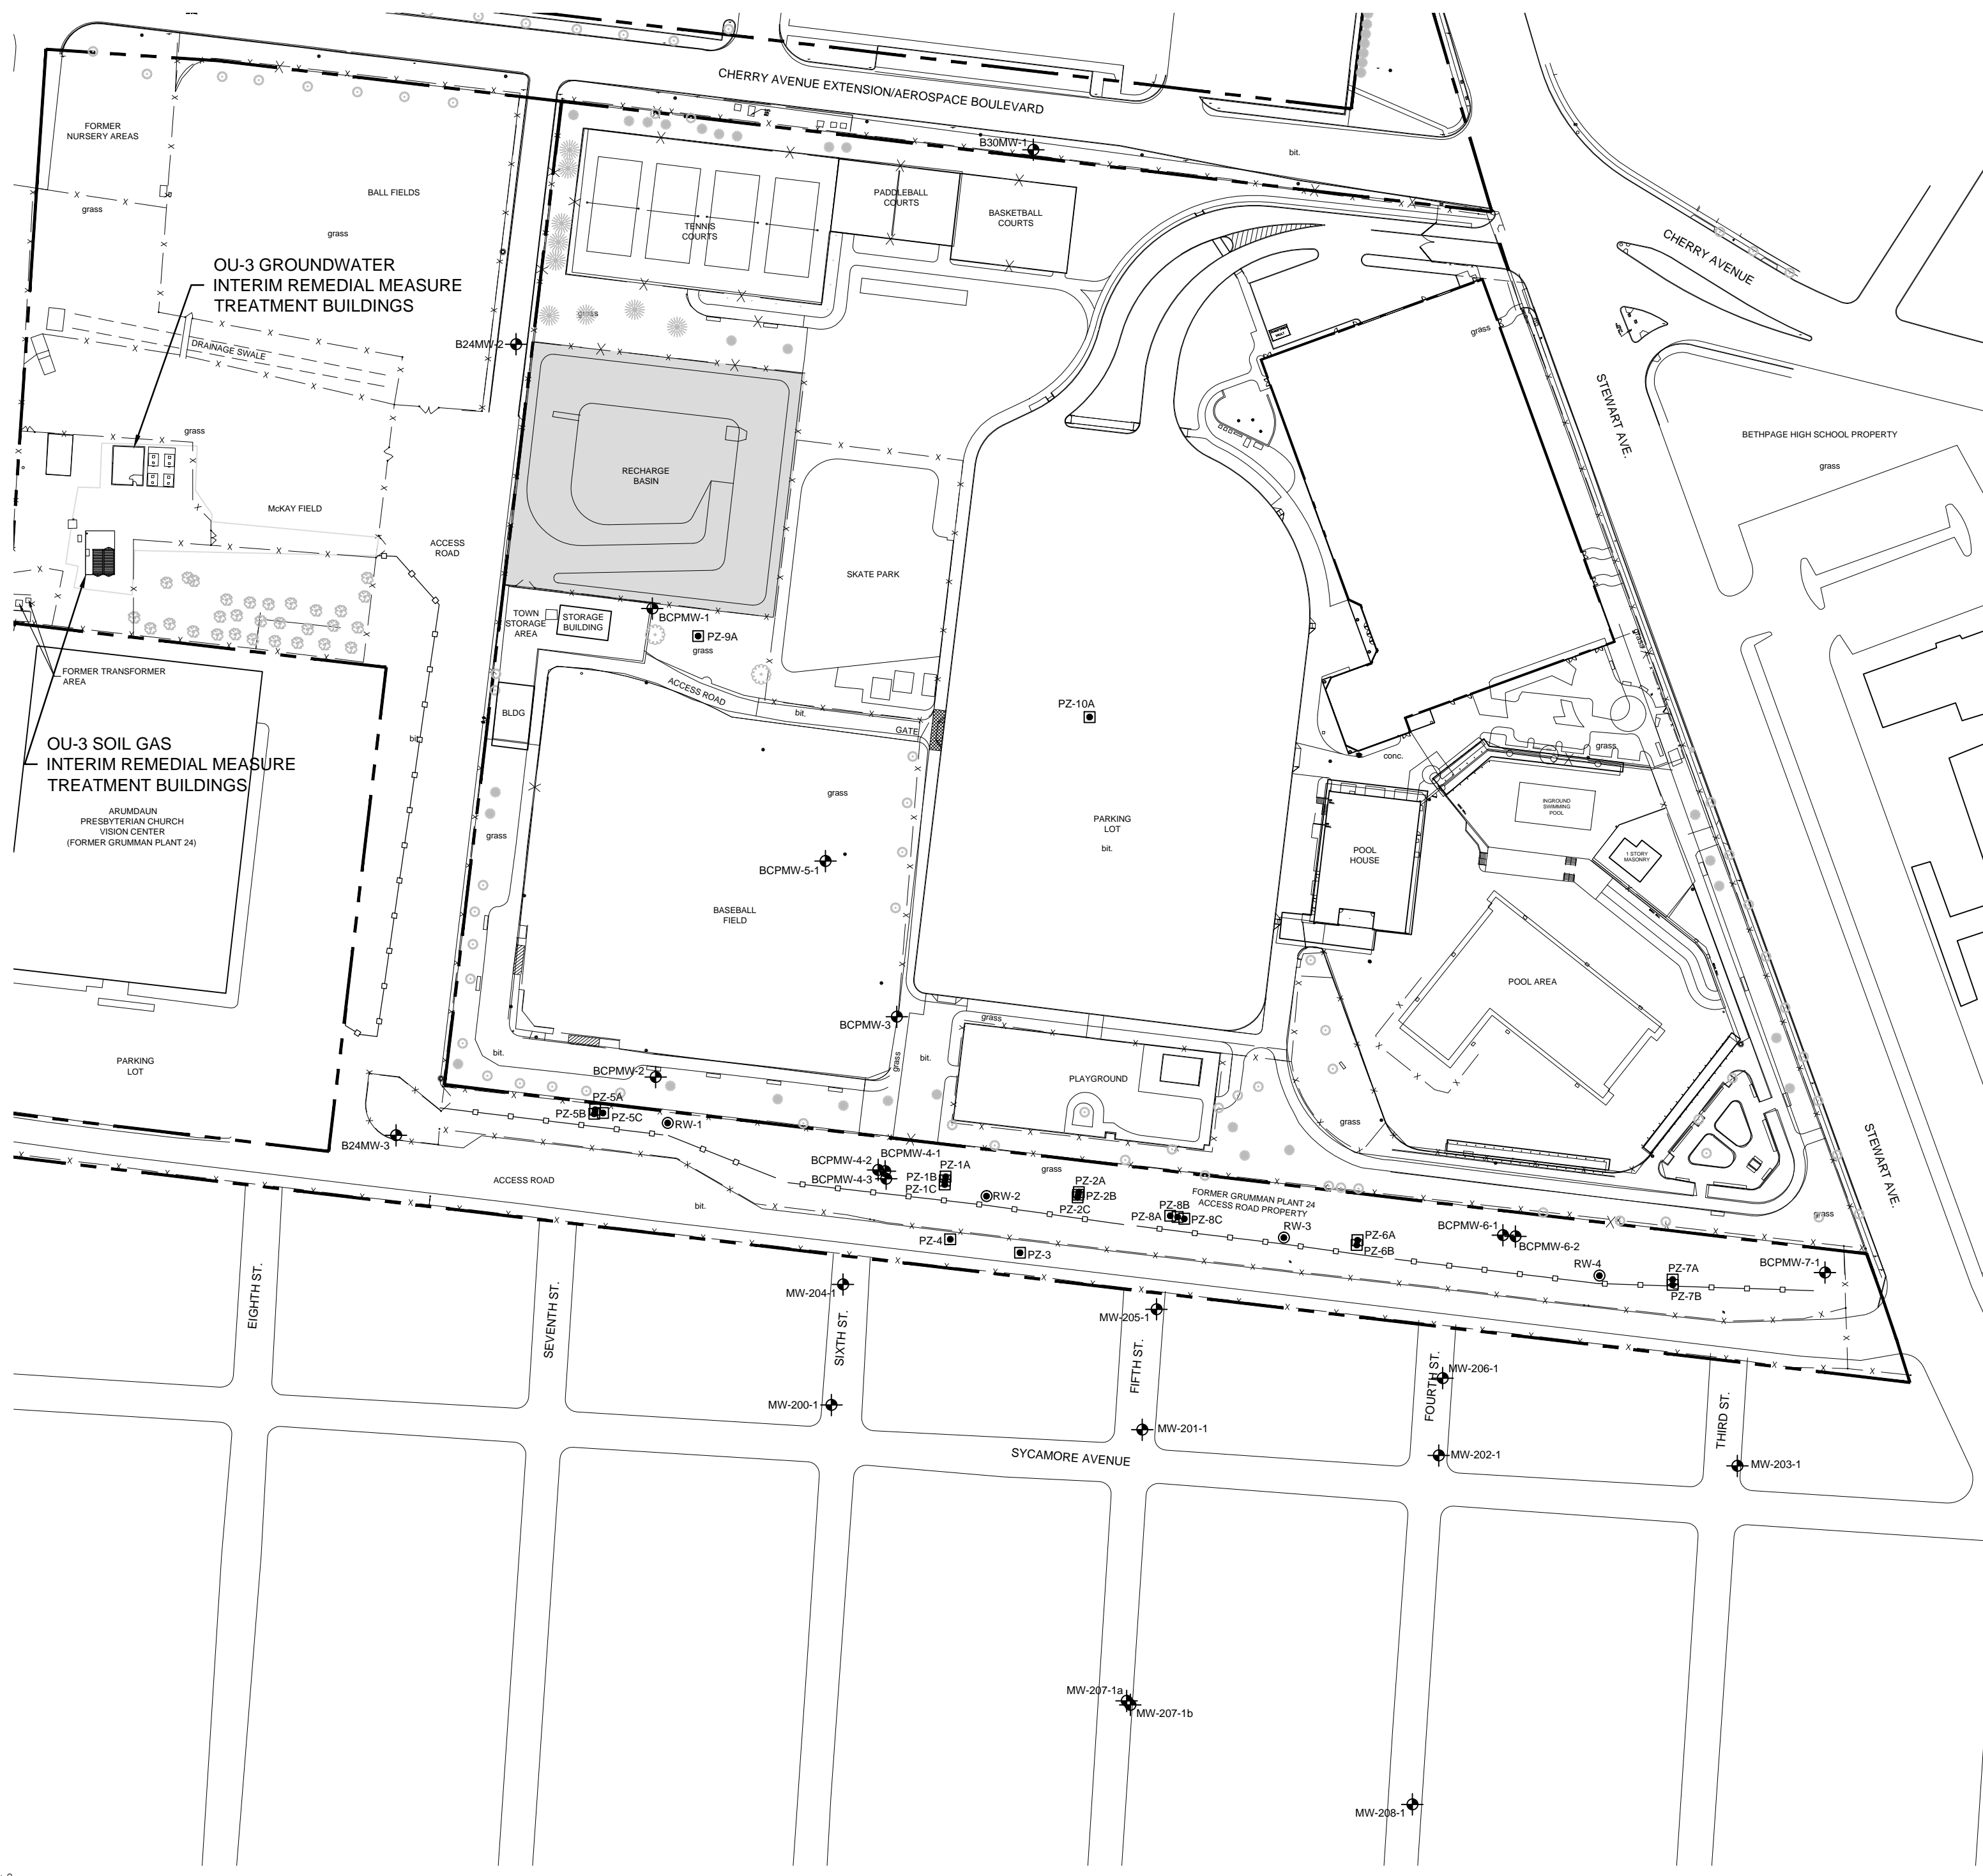 CHERRY AVENUE EXTENSION/AEROSPACE BOULEVARD
FORMER
NURSERY AREAS
B30MW-1
bit.
BALL FIELDS
PADDLEBALL
COURTS
grass
BASKETBALL
COURTS
TENNIS
COURTS
grass
CHERRY AVENUE
OU-3 GROUNDWATER
INTERIM REMEDIAL MEASURE
TREATMENT BUILDINGS
grass
grass
DRAINAGE SWALE
B24MW-2
STEWART AVE.
grass
BETHPAGE HIGH SCHOOL PROPERTY
grass
RECHARGE
BASIN
McKAY FIELD
ACCESS
ROAD
SKATE PARK
TOWN
STORAGE
AREA
STORAGE
BUILDING
BCPMW-1
PZ-9A
grass
grass
FORMER TRANSFORMER
AREA
ACCESS ROAD
PZ-10A
BLDG
bit.
GATE
bit.
OU-3 SOIL GAS
INTERIM REMEDIAL MEASURE
TREATMENT BUILDINGS
conc.
grass
grass
INGROUND
SWIMMING
POOL
ARUMDAUN
PRESBYTERIAN CHURCH
VISION CENTER
(FORMER GRUMMAN PLANT 24)
PARKING
LOT
bit.
grass
POOL
HOUSE
1 STORY
MASONRY
BCPMW-5-1
BASEBALL
FIELD
POOL AREA
BCPMW-3
grass
PARKING
LOT
bit.
grass
bit.
BCPMW-2
PLAYGROUND
PZ-5A
PZ-5B
PZ-5C
RW-1
grass
B24MW-3
STEWART AVE.
BCPMW-4-1
BCPMW-4-2
BCPMW-4-3
PZ-1A
PZ-1B
PZ-1C
grass
ACCESS ROAD
PZ-2A
PZ-2B
PZ-2C
RW-2
FORMER GRUMMAN PLANT 24
ACCESS ROAD PROPERTY
bit.
PZ-8B
PZ-8A
PZ-8C
grass
RW-3
BCPMW-6-1
BCPMW-6-2
PZ-4
PZ-3
PZ-6A
PZ-6B
RW-4
PZ-7A
PZ-7B
BCPMW-7-1
EIGHTH ST.
SEVENTH ST.
MW-204-1
SIXTH ST.
MW-205-1
FIFTH ST.
MW-206-1
FOURTH ST.
THIRD ST.
MW-200-1
MW-201-1
SYCAMORE AVENUE
MW-202-1
MW-203-1
MW-207-1a
MW-207-1b
MW-208-1